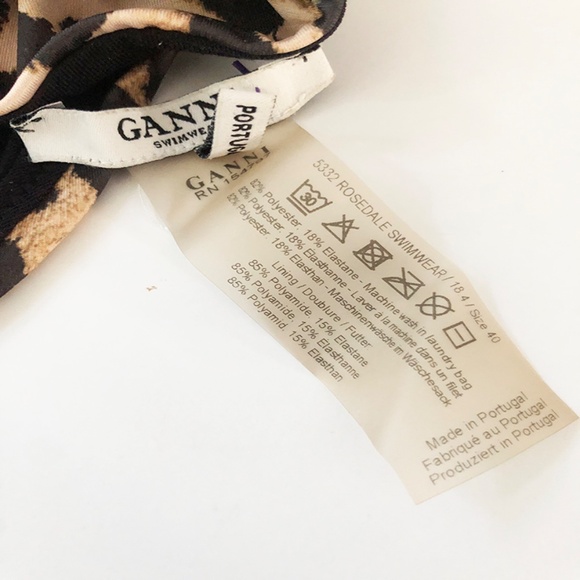 GANNI
SWIMWEAR
PORTUGAL
GANNI
RN
5332 ROSEDALE SWIMWEAR / 18 4 / Size 40
30
82% Polyester. 18% Elastane - Machine wash in laundry bag
82% Polyester. 18% Elasthanne - Laver à la machine dans un filet
82% Polyester. 18% Elasthan - Maschinenwäsche im Wäschesack
Lining / Doublure / Futter
85% Polyamide. 15% Elastane
85% Polyamide. 15% Elasthanne
85% Polyamid. 15% Elasthan
Made in Portugal
Fabriqué au Portugal
Produziert in Portugal